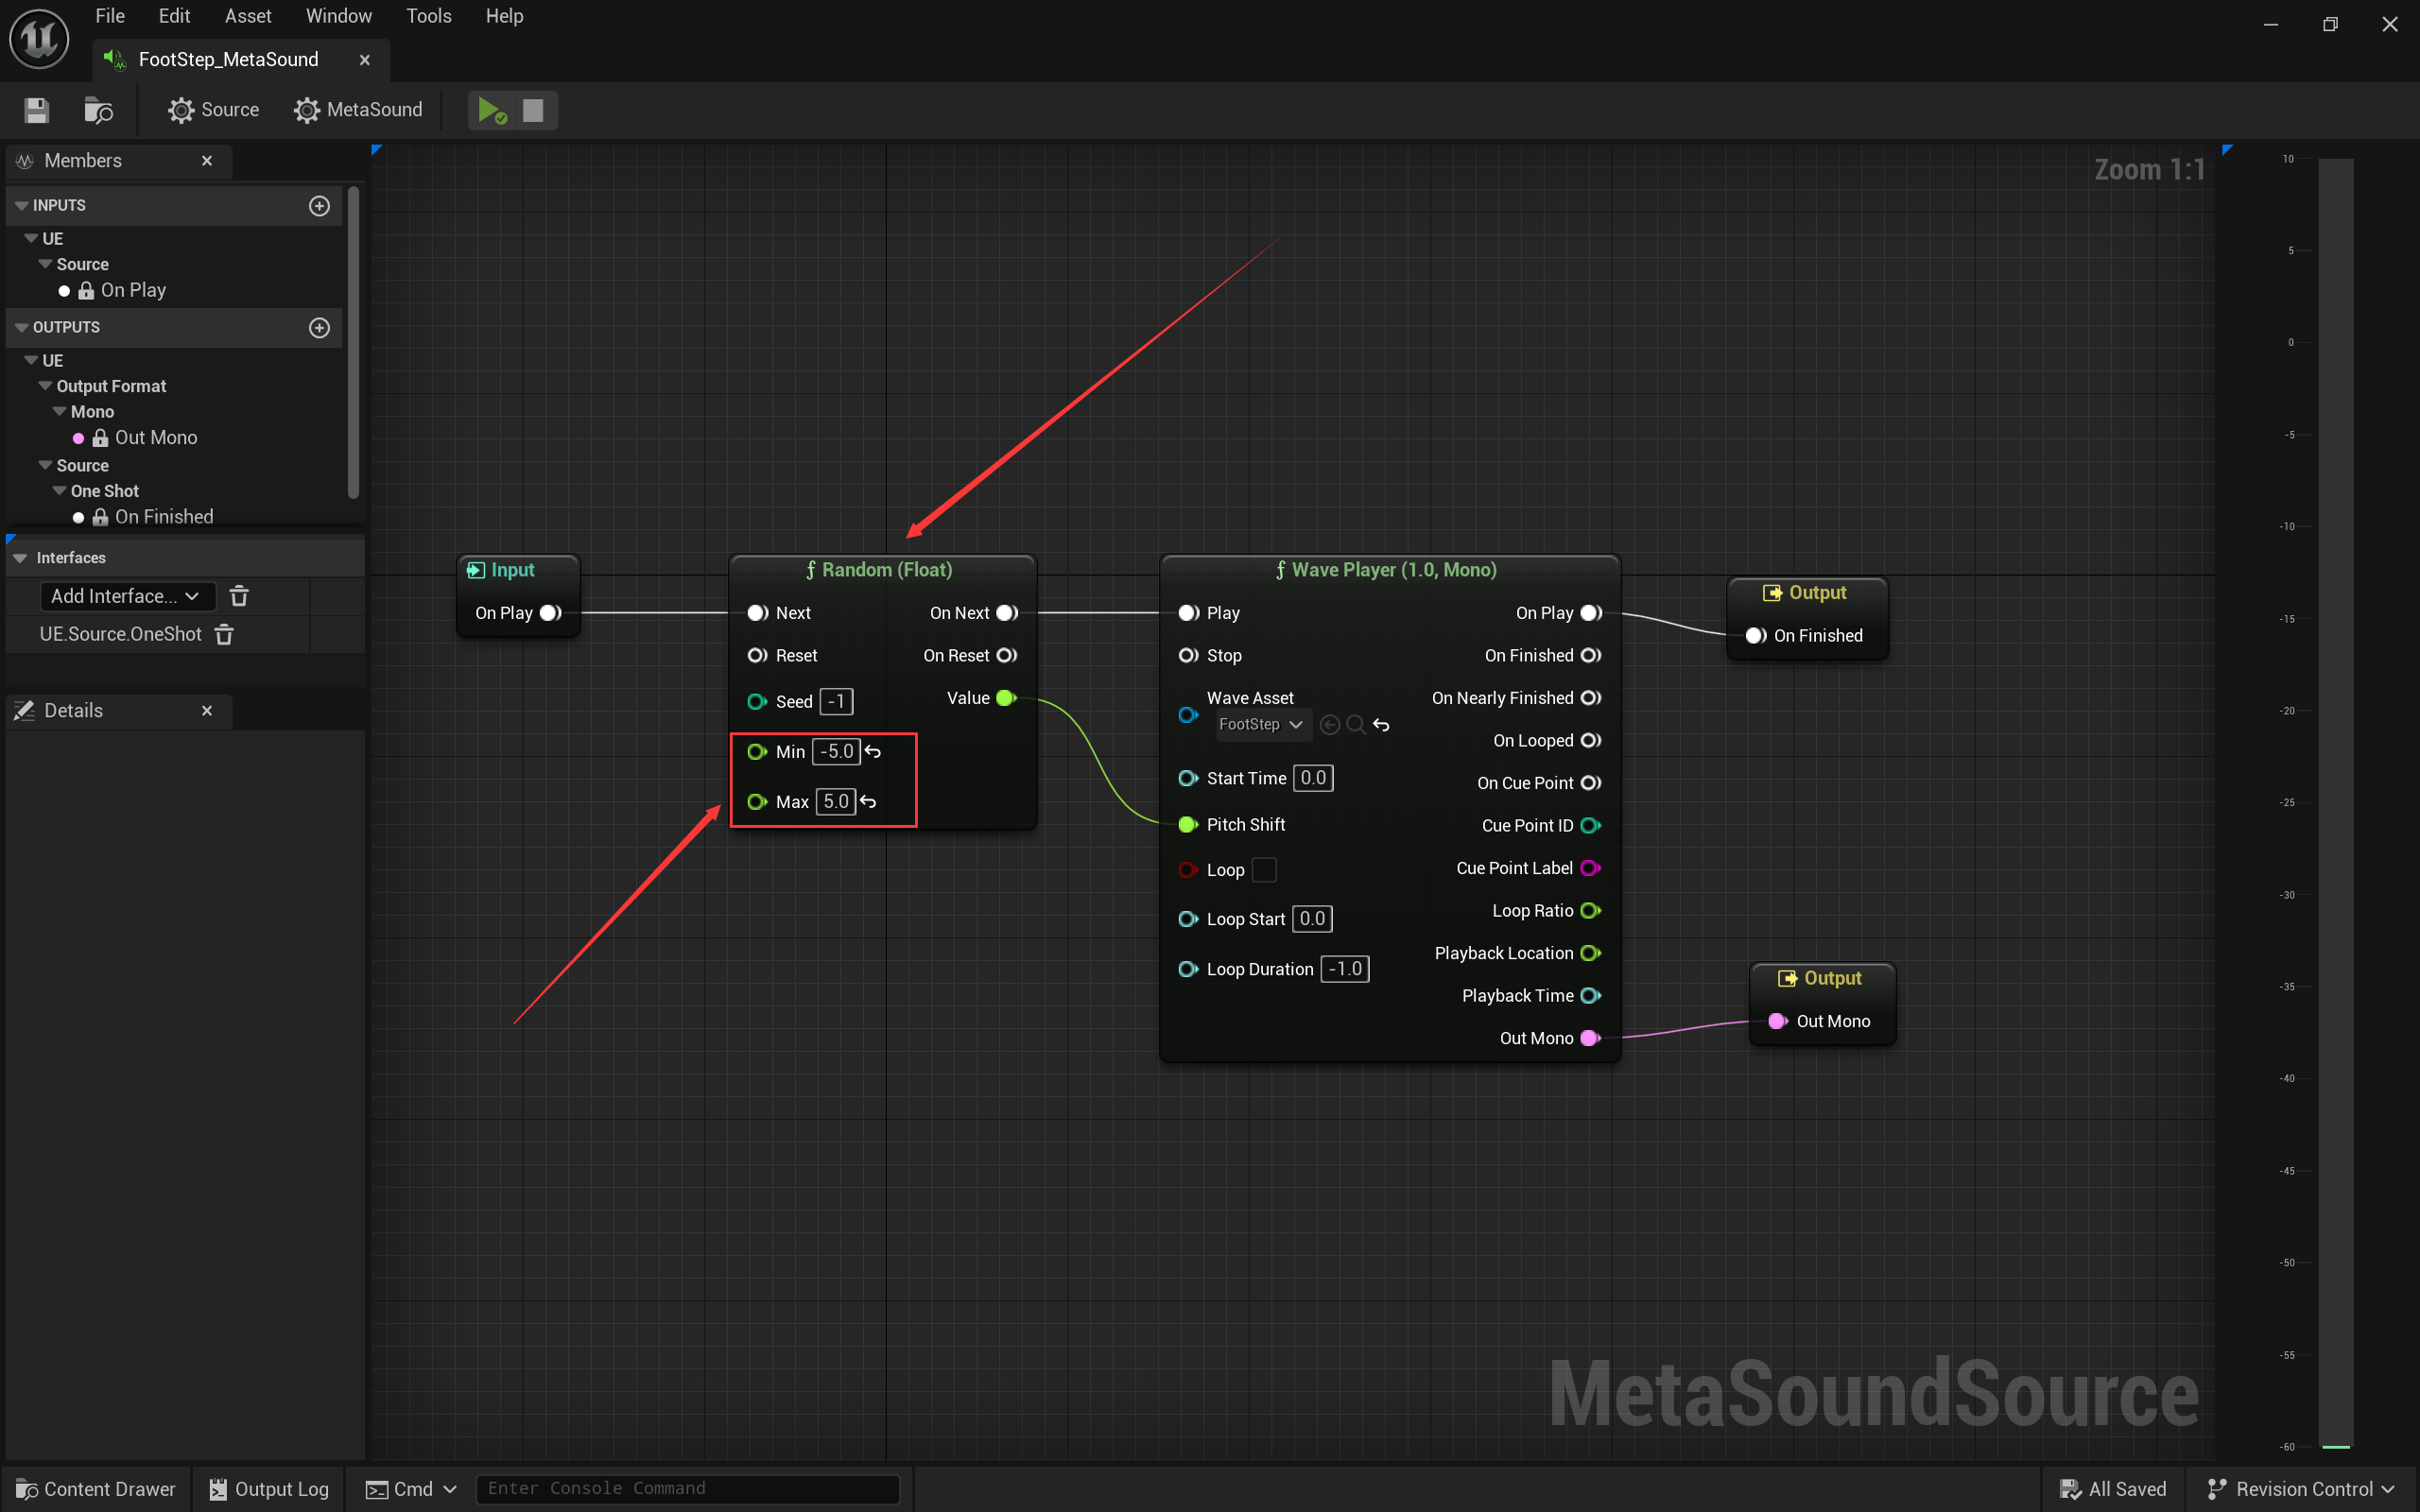 File Edit Asset Window Tools Help
FootStep_MetaSound
Source MetaSound
Members
INPUTS
UE
Source
On Play
OUTPUTS
UE
Output Format
Mono
Out Mono
Source
One Shot
On Finished
Interfaces
Add Interface...
UE.Source.OneShot
Details
Zoom 1:1
Input
On Play
Random (Float)
Next On Next
Reset On Reset
Seed -1 Value
Min -5.0
Max 5.0
Wave Player (1.0, Mono)
Play On Play
Stop On Finished
Wave Asset On Nearly Finished
FootStep
On Looped
Start Time 0.0 On Cue Point
Pitch Shift Cue Point ID
Loop Cue Point Label
Loop Start 0.0 Loop Ratio
Playback Location
Loop Duration -1.0
Playback Time
Out Mono
Output
On Finished
Output
Out Mono
MetaSoundSource
10
5
0
-5
-10
-15
-20
-25
-30
-35
-40
-45
-50
-55
-60
Content Drawer Output Log Cmd Enter Console Command All Saved Revision Control